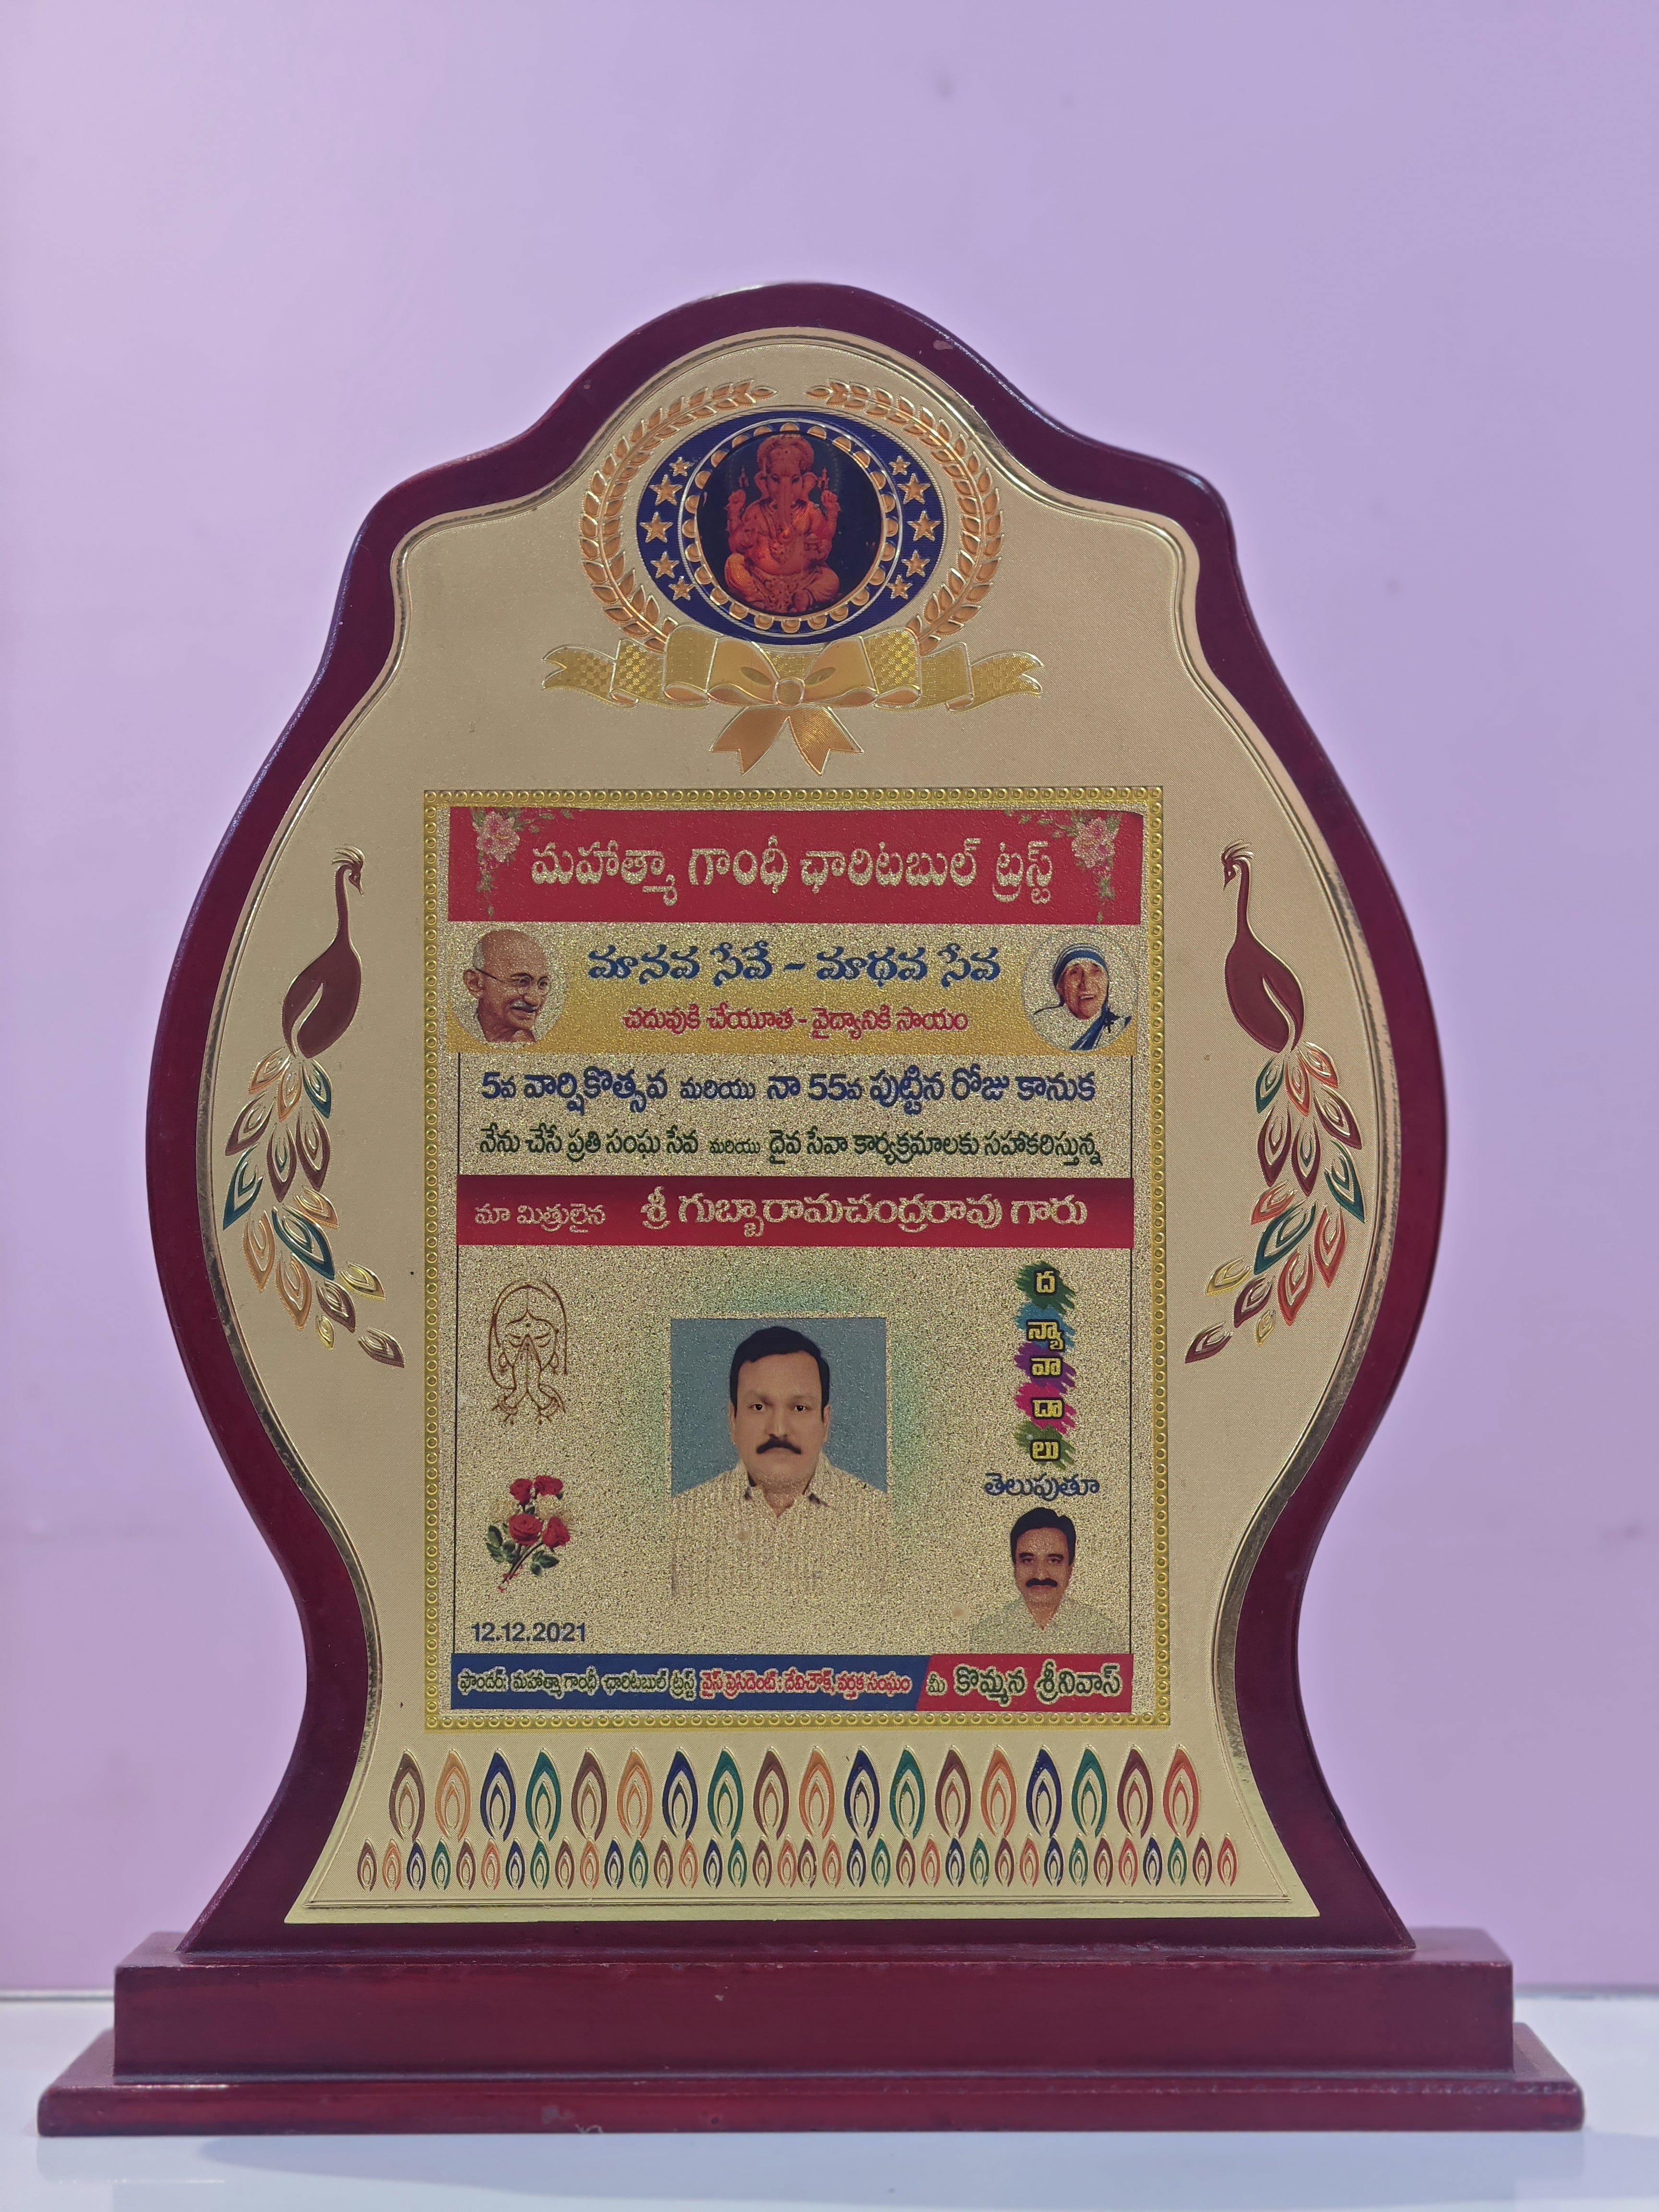 మహాత్మా గాంధీ ఛారిటబుల్ ట్రస్ట్
మానవ సేవే - మాధవ సేవ
చదువుకి చేయూత - వైద్యానికి సాయం
5వ వార్షికొత్సవ మరియు నా 55వ పుట్టిన రోజు కానుక
నేను చేసే ప్రతి సంఘ సేవ మరియు దైవ సేవా కార్యక్రమాలకు సహకరిస్తున్న
మా మిత్రులైన శ్రీ గుబ్బారామచంద్రరావు గారు
ద
న్యా
వా
దా
లు
తెలుపుతూ
12.12.2021
ఫౌండర్: మహాత్మాగాంధీ ఛారిటబుల్ ట్రస్ట్ వైస్ ప్రెసిడెంట్ : దేవిచౌక్, వర్తక సంఘం మీ కొమ్మన శ్రీనివాస్